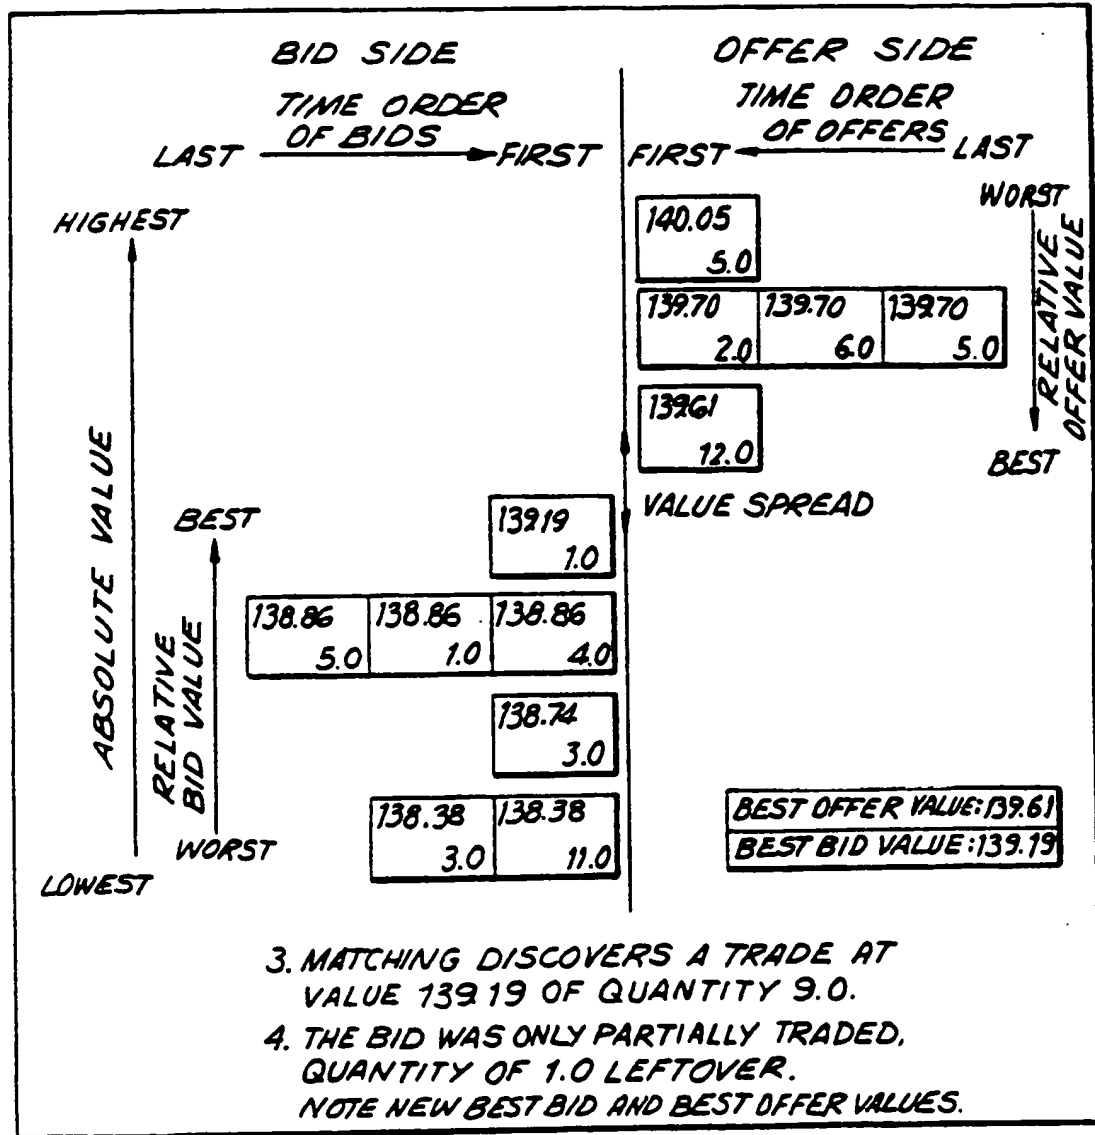 BID SIDE
OFFER SIDE
TIME ORDER
OF BIDS
TIME ORDER
OF OFFERS
LAST
FIRST
FIRST
LAST
HIGHEST
WORST
140.05
5.0
RELATIVE
OFFER VALUE
139.70
139.70
139.70
2.0
6.0
5.0
139.61
12.0
BEST
ABSOLUTE VALUE
BEST
139.19
1.0
VALUE SPREAD
RELATIVE
BID VALUE
138.86
138.86
138.86
5.0
1.0
4.0
138.74
3.0
138.38
138.38
3.0
11.0
WORST
LOWEST
BEST OFFER VALUE:139.61
BEST BID VALUE:139.19
3. MATCHING DISCOVERS A TRADE AT
VALUE 139.19 OF QUANTITY 9.0.
4. THE BID WAS ONLY PARTIALLY TRADED,
QUANTITY OF 1.0 LEFTOVER.
NOTE NEW BEST BID AND BEST OFFER VALUES.